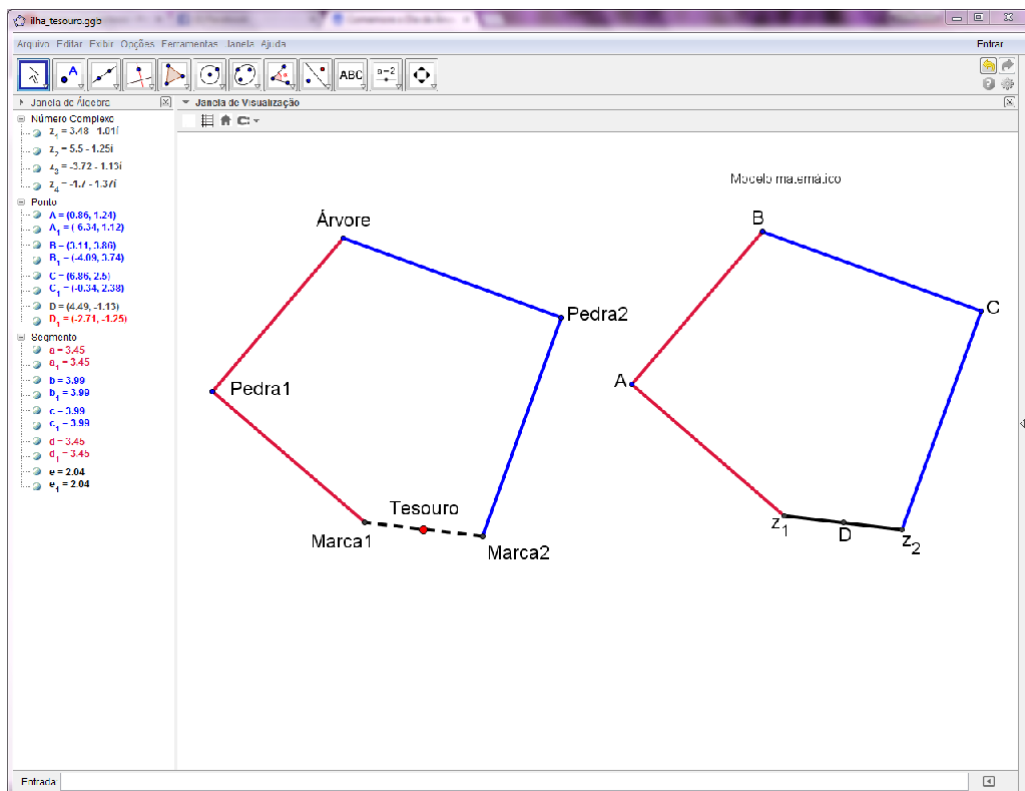 ilha_tesouro.ggb
Arquivo Editar Exibir Opções Ferramentas Janela Ajuda
Entrar
ABC
a=2
Janela de Álgebra
Janela de Visualização
Número Complexo
z1 = 3.48 - 1.01i
z2 = 5.5 - 1.25i
z3 = -3.72 - 1.13i
z4 = -1.7 - 1.37i
Ponto
A = (0.86, 1.24)
A1 = (-6.34, 1.12)
B = (3.11, 3.86)
B1 = (-4.09, 3.74)
C = (6.86, 2.5)
C1 = (-0.34, 2.38)
D = (4.49, -1.13)
D1 = (-2.71, -1.25)
Segmento
a = 3.45
a1 = 3.45
b = 3.99
b1 = 3.99
c = 3.99
c1 = 3.99
d = 3.45
d1 = 3.45
e = 2.04
e1 = 2.04
Árvore
Pedra2
Pedra1
Tesouro
Marca1
Marca2
Modelo matemático
B
C
A
z1
D
z2
Entrada